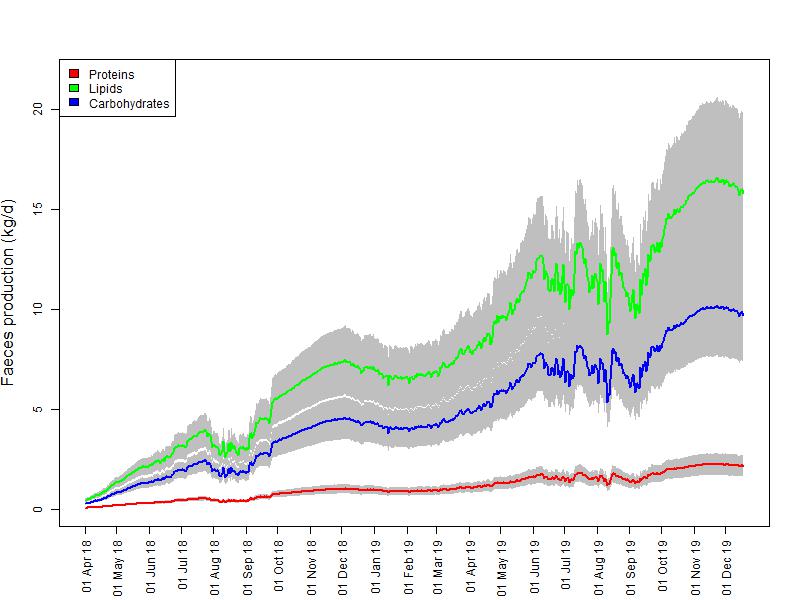 Proteins
Lipids
Carbohydrates
Faeces production (kg/d)
20
15
10
5
0
01 Apr 18
01 May 18
01 Jun 18
01 Jul 18
01 Aug 18
01 Sep 18
01 Oct 18
01 Nov 18
01 Dec 18
01 Jan 19
01 Feb 19
01 Mar 19
01 Apr 19
01 May 19
01 Jun 19
01 Jul 19
01 Aug 19
01 Sep 19
01 Oct 19
01 Nov 19
01 Dec 19